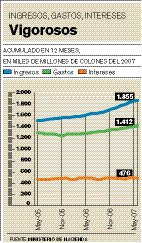 INGRESOS, GASTOS, INTERESES
Vigorosos
ACUMULADO EN 12 MESES,
EN MILES DE MILLONES DE COLONES DEL 2007
Ingresos Gastos Intereses
2.000
1.800
1.600
1.400
1.200
1.000
800
600
400
200
0
1.855
1.412
476
May-05
Nov-05
May-06
Nov-06
May-07
FUENTE: MINISTERIO DE HACIENDA